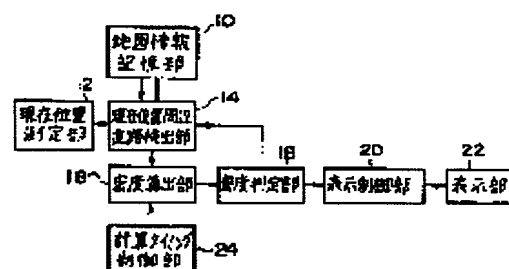 10
地図情報
記憶部
12
現在位置
測定部
14
現在位置周辺
道路検出部
16
密度算出部
18
密度判定部
20
表示制御部
22
表示部
計算タイミング
制御部
24